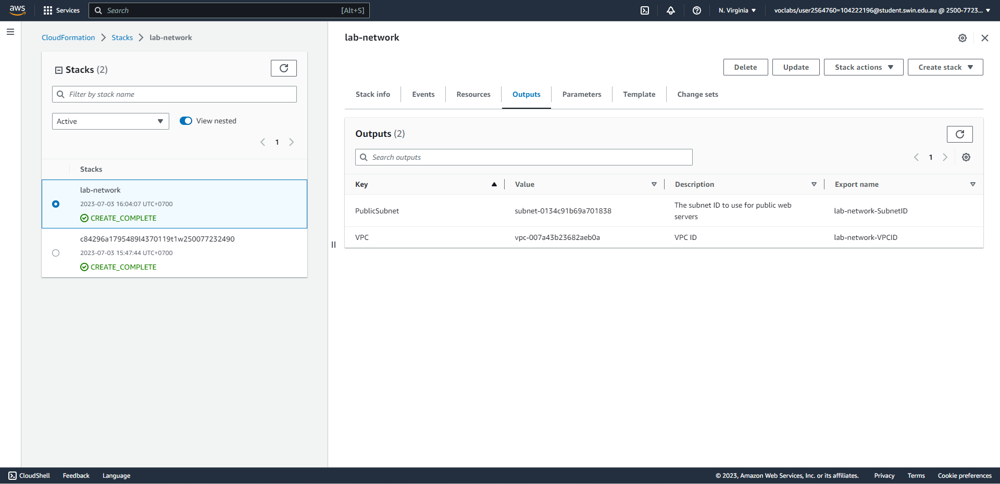 aws
Services
Search
[Alt+S]
N. Virginia
voclabs/user2564760=104222196@student.swin.edu.au @ 2500-7723...
CloudFormation
Stacks
lab-network
Stacks (2)
Filter by stack name
Active
View nested
1
Stacks
lab-network
2023-07-03 16:04:07 UTC+0700
CREATE_COMPLETE
c84296a1795489l4370119t1w250077232490
2023-07-03 15:47:44 UTC+0700
CREATE_COMPLETE
lab-network
Delete
Update
Stack actions
Create stack
Stack info
Events
Resources
Outputs
Parameters
Template
Change sets
Outputs (2)
Search outputs
1
Key
Value
Description
Export name
PublicSubnet
subnet-0134c91b69a701838
The subnet ID to use for public web
servers
lab-network-SubnetID
VPC
vpc-007a43b23682aeb0a
VPC ID
lab-network-VPCID
CloudShell
Feedback
Language
© 2023, Amazon Web Services, Inc. or its affiliates.
Privacy
Terms
Cookie preferences